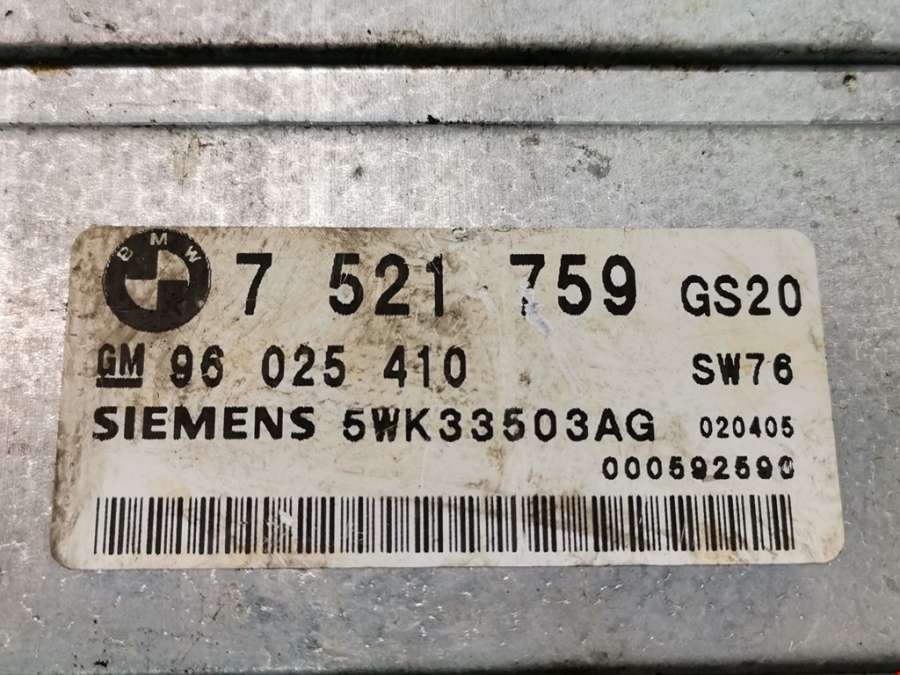 BMW 7 521 759 GS20
GM 96 025 410 SW76
SIEMENS 5WK33503AG 020405
000592590